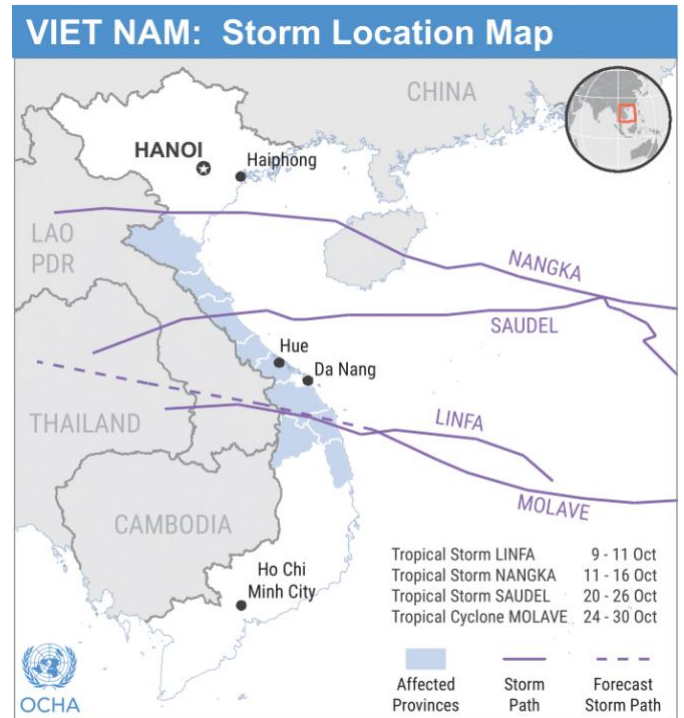 VIET NAM: Storm Location Map
CHINA
HANOI
Haiphong
LAO
PDR
NANGKA
SAUDEL
Hue
Da Nang
THAILAND
LINFA
MOLAVE
CAMBODIA
Ho Chi
Minh City
Tropical Storm LINFA 9 - 11 Oct
Tropical Storm NANGKA 11 - 16 Oct
Tropical Storm SAUDEL 20 - 26 Oct
Tropical Cyclone MOLAVE 24 - 30 Oct
OCHA
Affected
Provinces
Storm
Path
Forecast
Storm Path